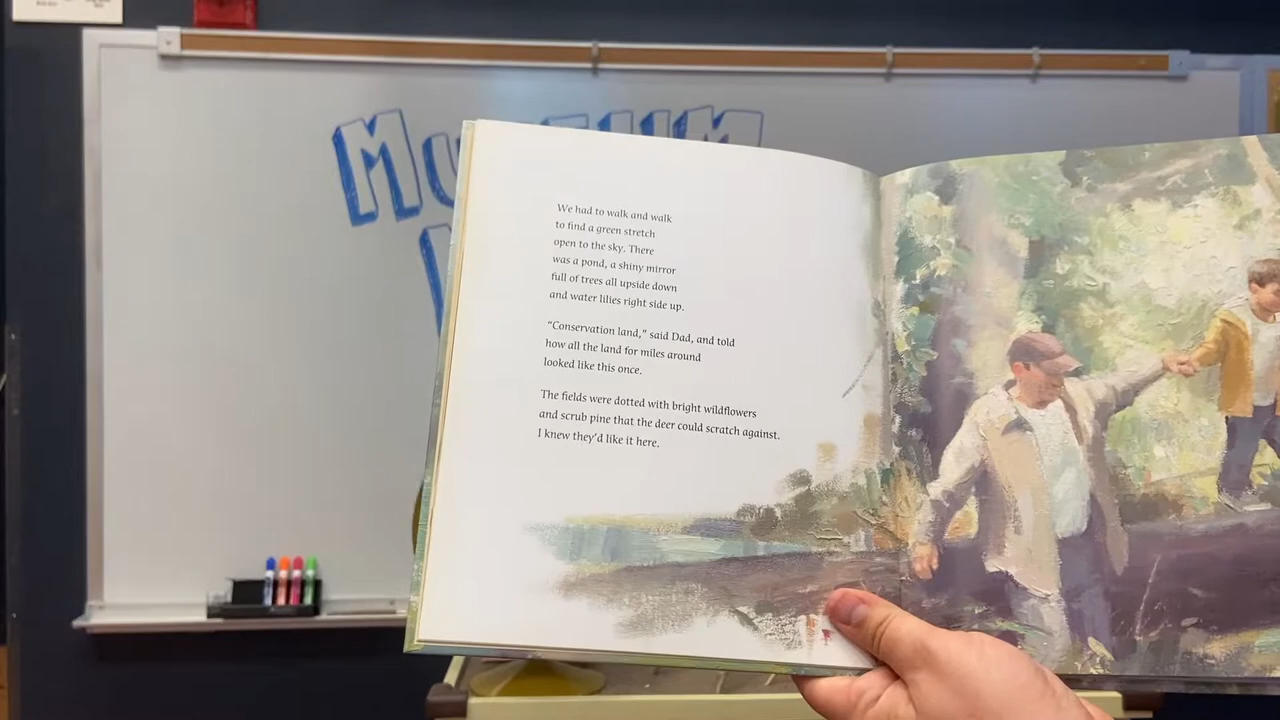 We had to walk and walk
to find a green stretch
open to the sky. There
was a pond, a shiny mirror
full of trees all upside down
and water lilies right side up.
“Conservation land,” said Dad, and told
how all the land for miles around
looked like this once.
The fields were dotted with bright wildflowers
and scrub pine that the deer could scratch against.
I knew they’d like it here.